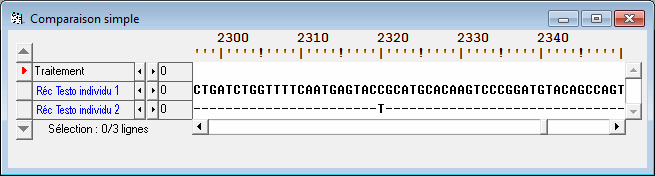 Comparaison simple
2300 2310 2320 2330 2340
Traitement 0
Réc Testo individu 1 0 CTGATCTGGTTTTCAATGAGTACCGCATGCACAAGTCCCGGATGTACAGCCAGT
Réc Testo individu 2 0 -----------------------T------------------------------
Sélection : 0/3 lignes